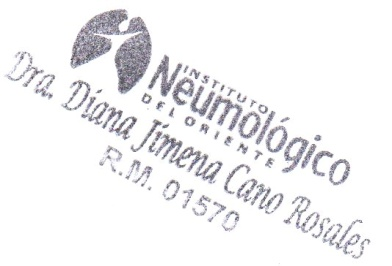 INSTITUTO
Neumológico
DEL ORIENTE
Dra. Diana Jimena Cano Rosales
R.M. 01570